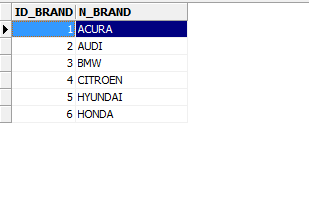 ID_BRAND N_BRAND
1 ACURA
2 AUDI
3 BMW
4 CITROEN
5 HYUNDAI
6 HONDA